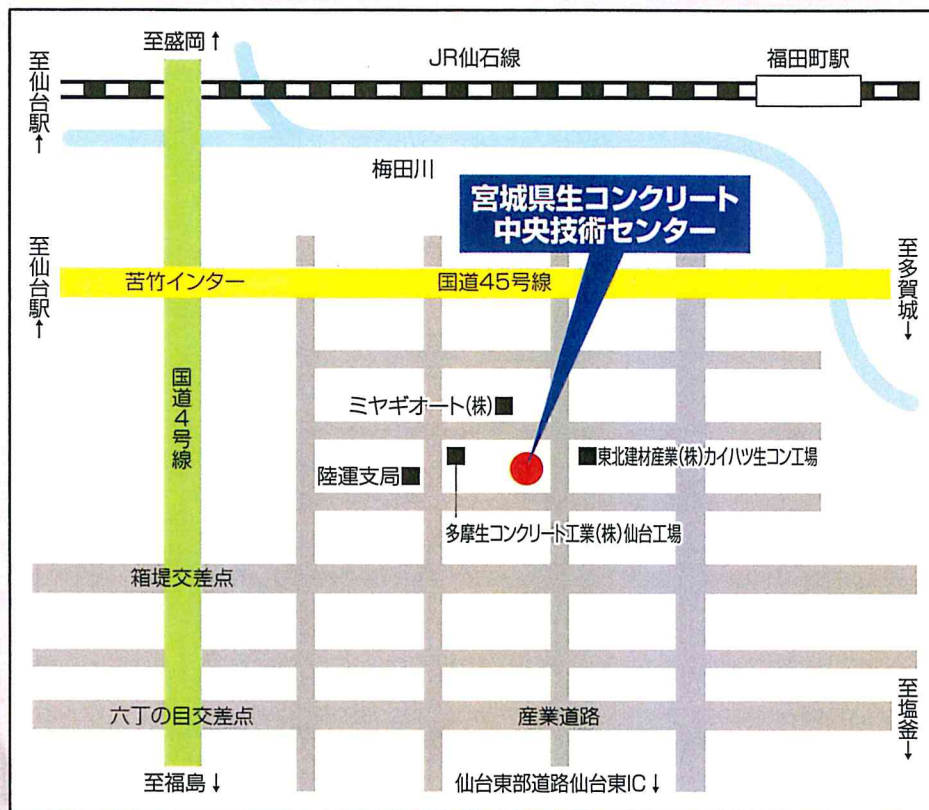 至盛岡↑
JR仙石線
福田町駅
至仙台駅↑
梅田川
宮城県生コンクリート
中央技術センター
至仙台駅↑
苦竹インター
国道45号線
至多賀城↓
国道4号線
ミヤギオート(株)■
陸運支局■
■東北建材産業(株)カイハツ生コン工場
多摩生コンクリート工業(株)仙台工場
箱堤交差点
六丁の目交差点
産業道路
至塩釜↓
至福島↓
仙台東部道路仙台東IC↓